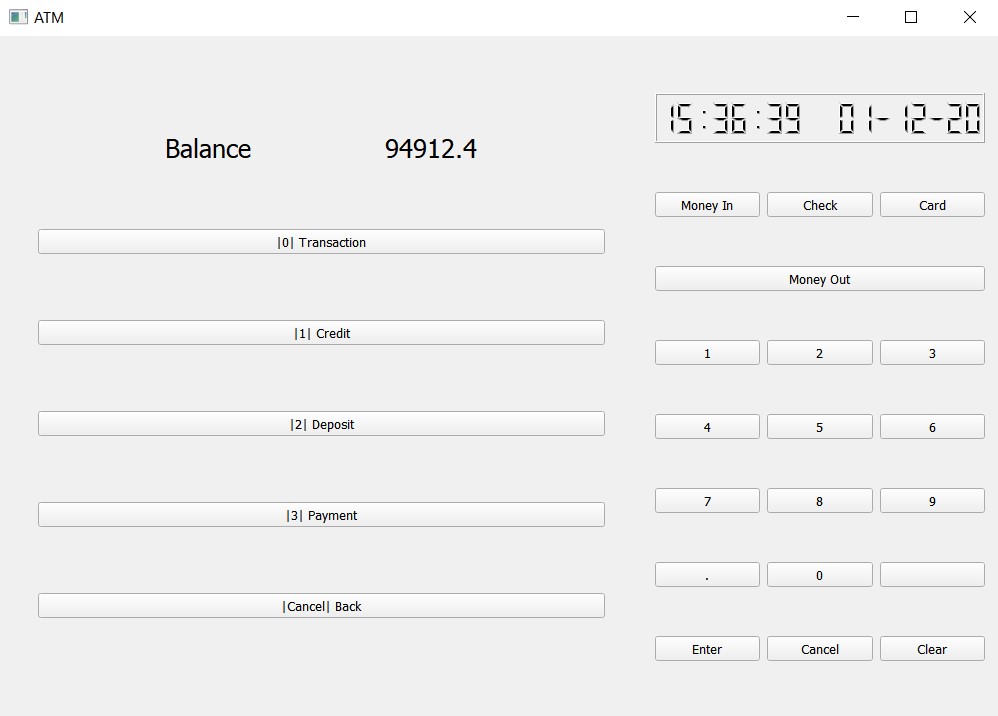 ATM
Balance 94912.4
|0| Transaction
|1| Credit
|2| Deposit
|3| Payment
|Cancel| Back
15:36:39 01-12-20
Money In Check Card
Money Out
1 2 3
4 5 6
7 8 9
. 0
Enter Cancel Clear